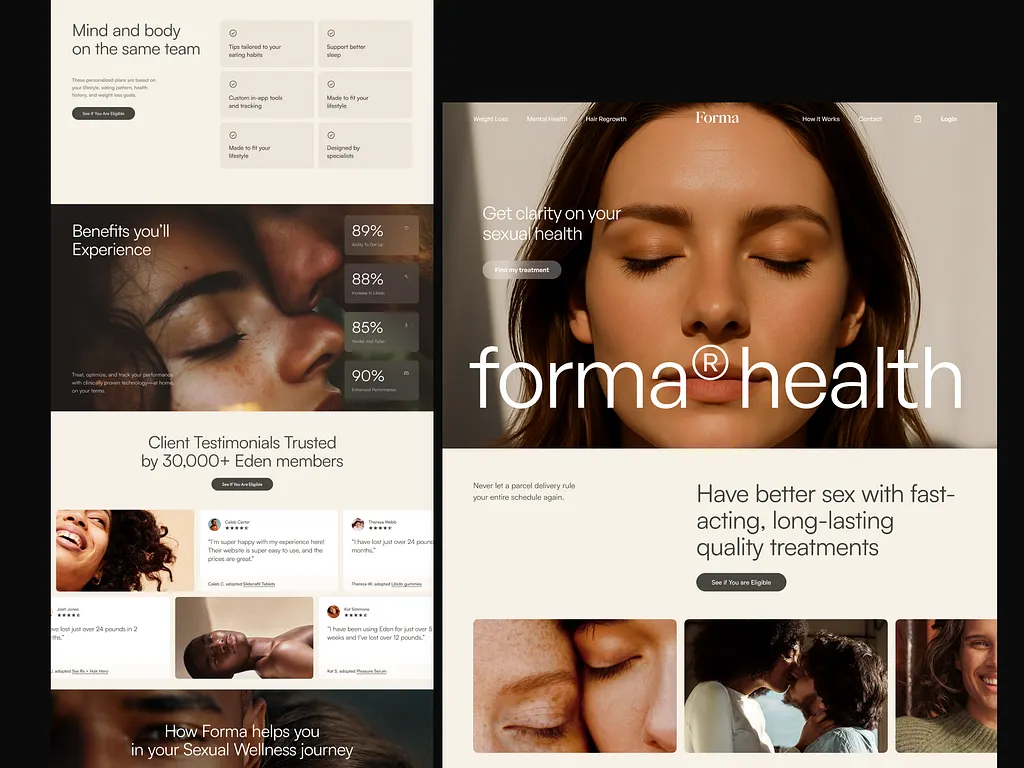 Mind and body
on the same team
These personalized plans are based on
your lifestyle, eating pattern, health
history, and weight loss goals.
See If You Are Eligible
Tips tailored to your
eating habits
Support better
sleep
Custom in-app tools
and tracking
Made to fit your
lifestyle
Made to fit your
lifestyle
Designed by
specialists
Benefits you'll
Experience
Treat, optimize, and track your performance
with clinically proven technology—at home,
on your terms.
89%
Ability To Get Up
88%
Increase In Libido
85%
Harder And Fuller
90%
Enhanced Performance
Client Testimonials Trusted
by 30,000+ Eden members
See If You Are Eligible
Caleb Carter
"I'm super happy with my experience here!
Their website is super easy to use, and the
prices are great."
Caleb C. adopted Sildenafil Tablets
Theresa Webb
"I have lost just over 24 pounds
months."
Theresa W. adopted Libido gummies
Josh Jones
ve lost just over 24 pounds in 2
ths."
adopted Sex Rx + Hair Hero
Kat Simmons
"I have been using Eden for just over 5
weeks and I've lost over 12 pounds."
Kat S. adopted Pleasure Serum
How Forma helps you
in your Sexual Wellness journey
Weight Loss
Mental Health
Hair Regrowth
Forma
How it Works
Contact
Login
Get clarity on your
sexual health
Find my treatment
forma® health
Never let a parcel delivery rule
your entire schedule again.
Have better sex with fast-
acting, long-lasting
quality treatments
See if You are Eligible